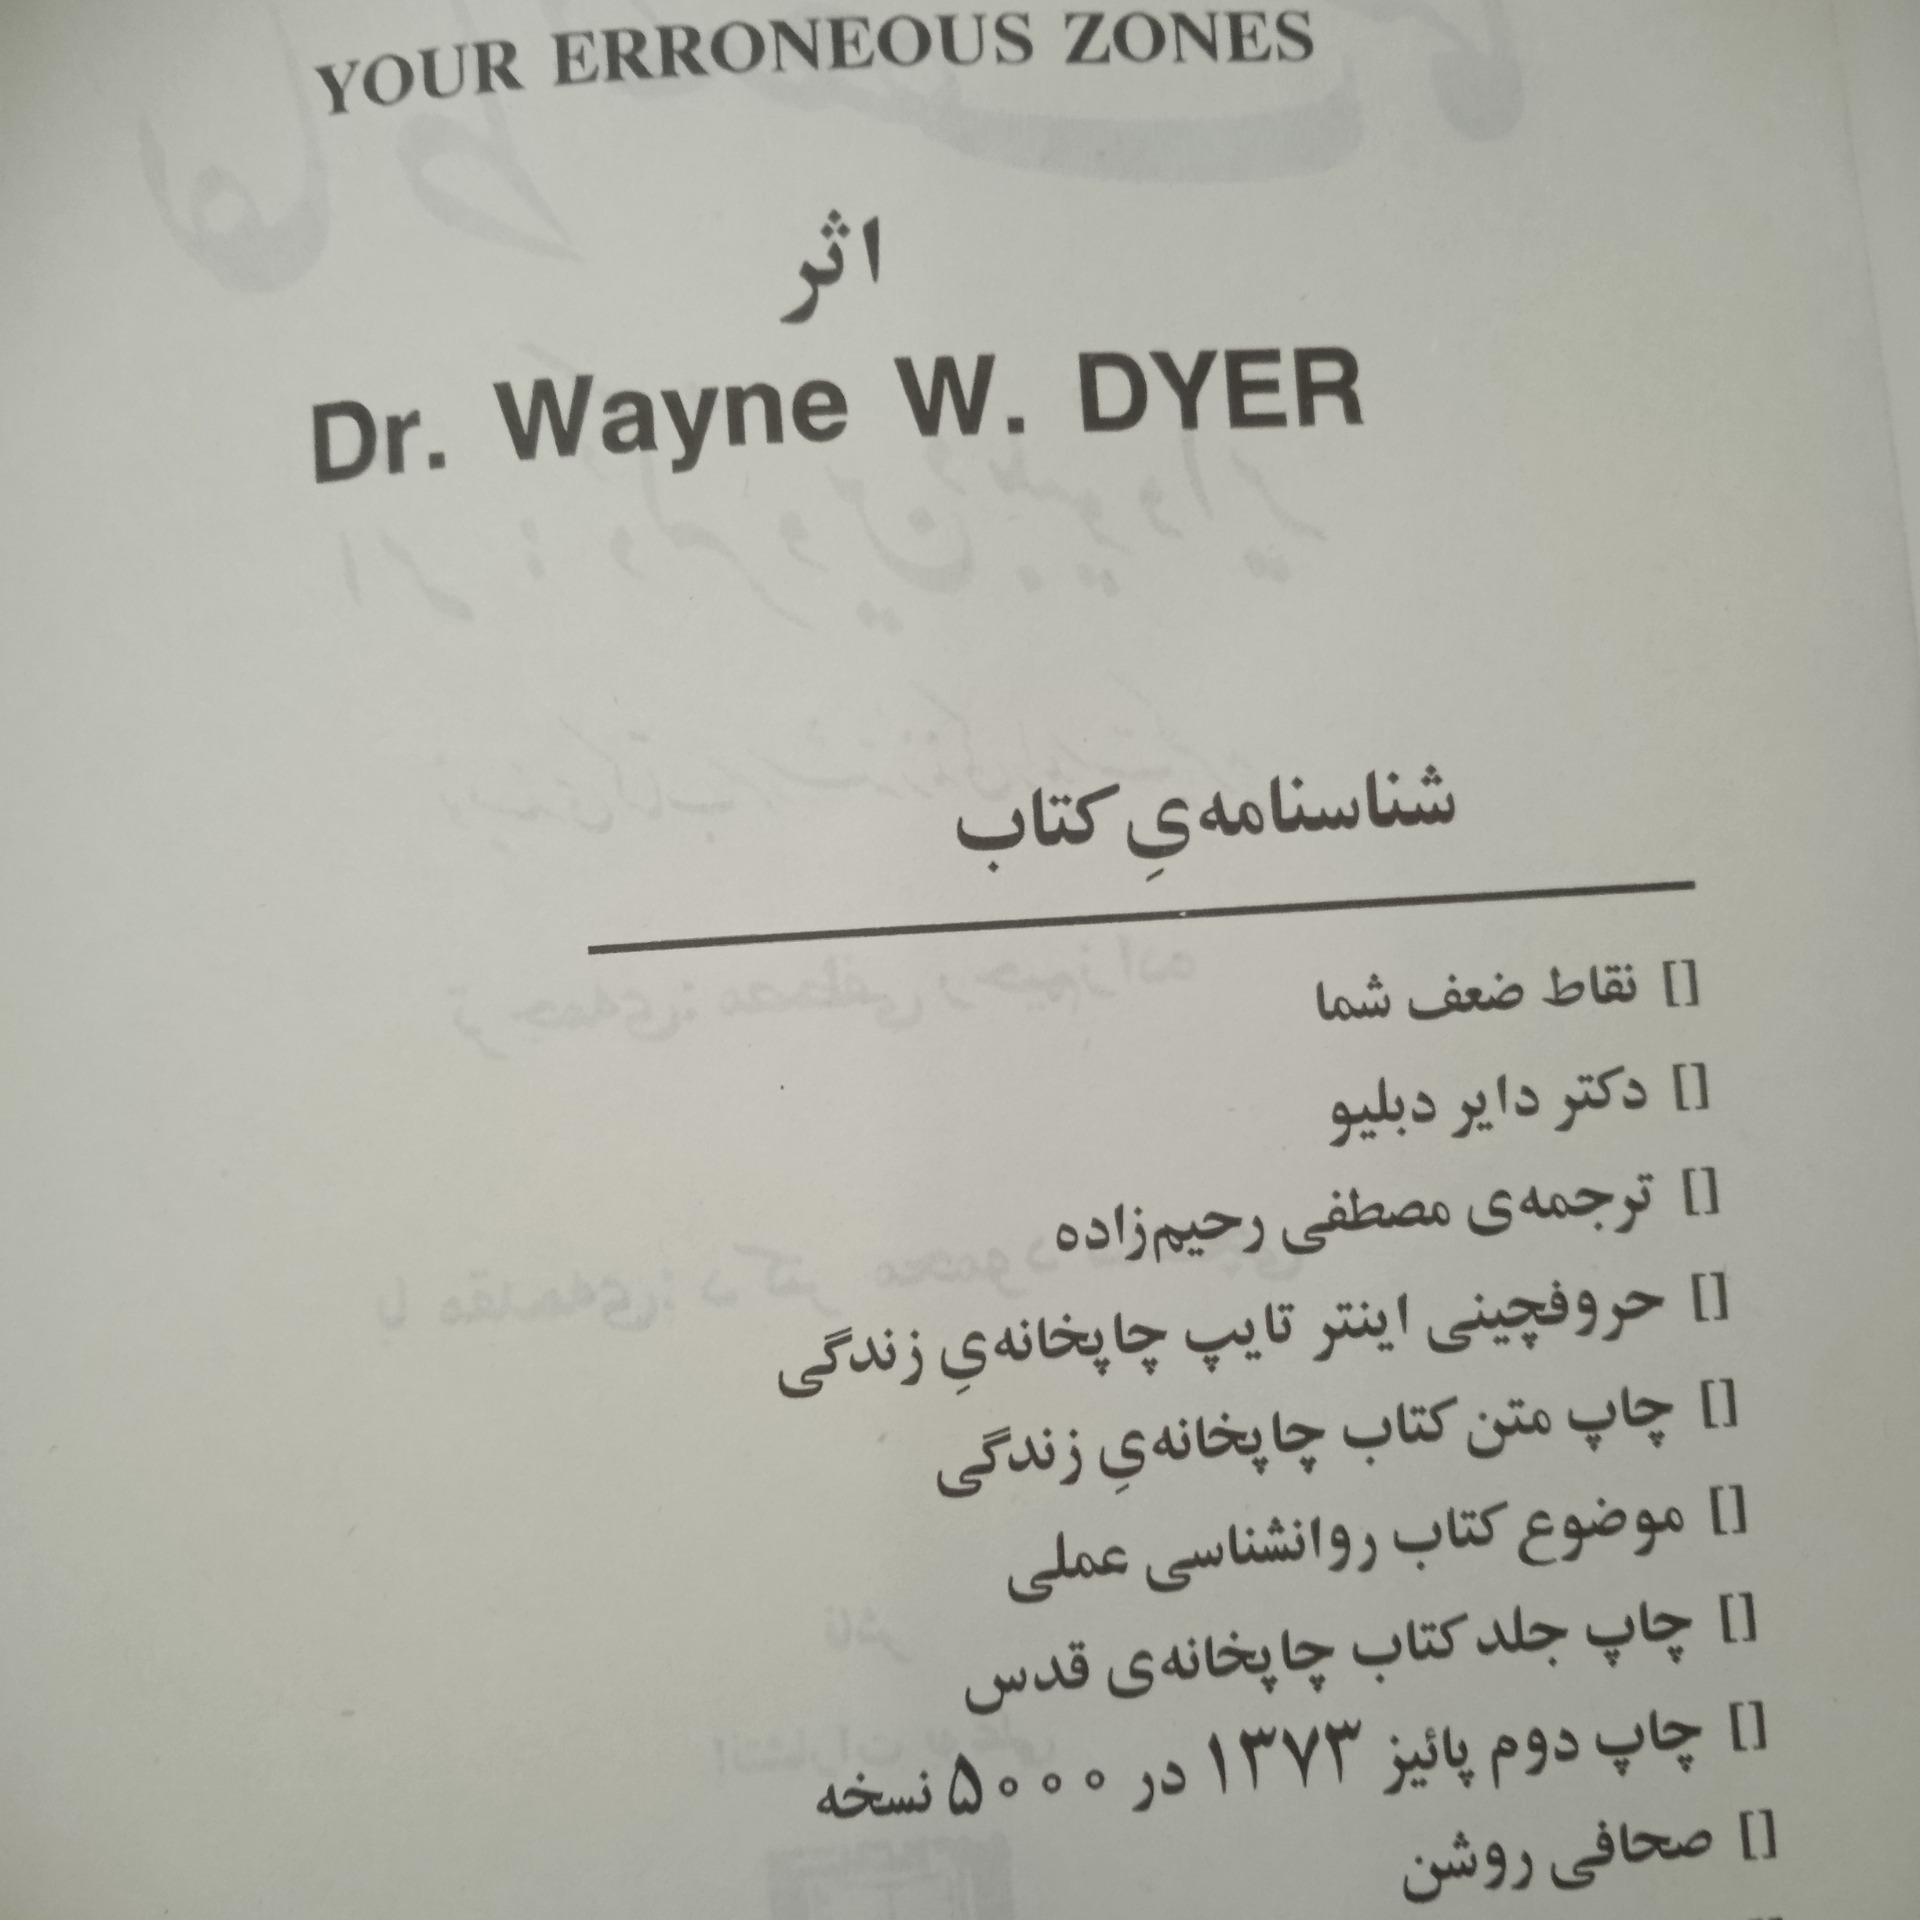 YOUR ERRONEOUS ZONES
اثر
Dr. Wayne W. DYER
شناسنامه‌یِ کتاب
[] نقاط ضعف شما
[] دکتر دایر دبلیو
[] ترجمه‌ی مصطفی رحیم‌زاده
[] حروفچینی اینتر تایپ چاپخانه‌یِ زندگی
[] چاپ متن کتاب چاپخانه‌یِ زندگی
[] موضوع کتاب روانشناسی عملی
[] چاپ جلد کتاب چاپخانه‌ی قدس
[] چاپ دوم پائیز ۱۳۷۳ در ۵۰۰۰ نسخه
[] صحافی روشن